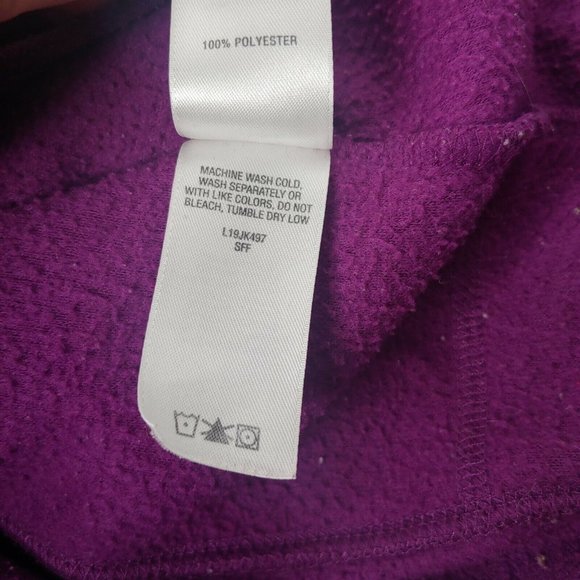 100% POLYESTER
MACHINE WASH COLD,
WASH SEPARATELY OR
WITH LIKE COLORS, DO NOT
BLEACH, TUMBLE DRY LOW
L19JK497
SFF